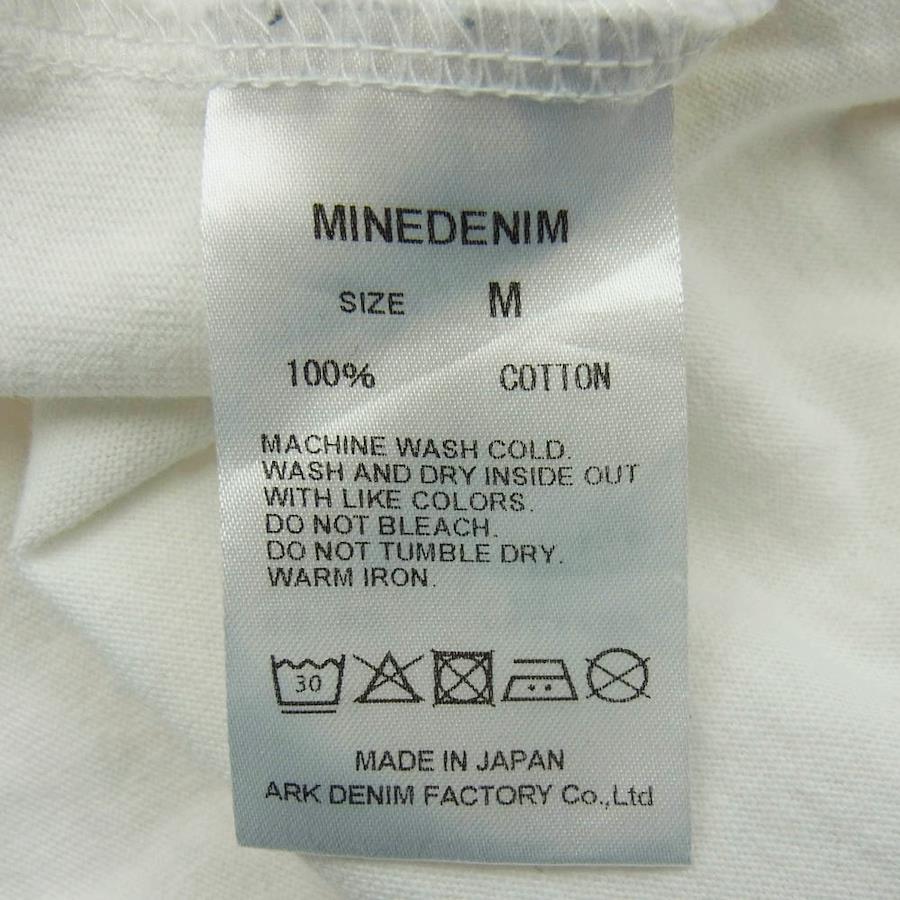 MINEDENIM
SIZE M
100% COTTON
MACHINE WASH COLD.
WASH AND DRY INSIDE OUT
WITH LIKE COLORS.
DO NOT BLEACH.
DO NOT TUMBLE DRY.
WARM IRON.
30
MADE IN JAPAN
ARK DENIM FACTORY Co.,Ltd